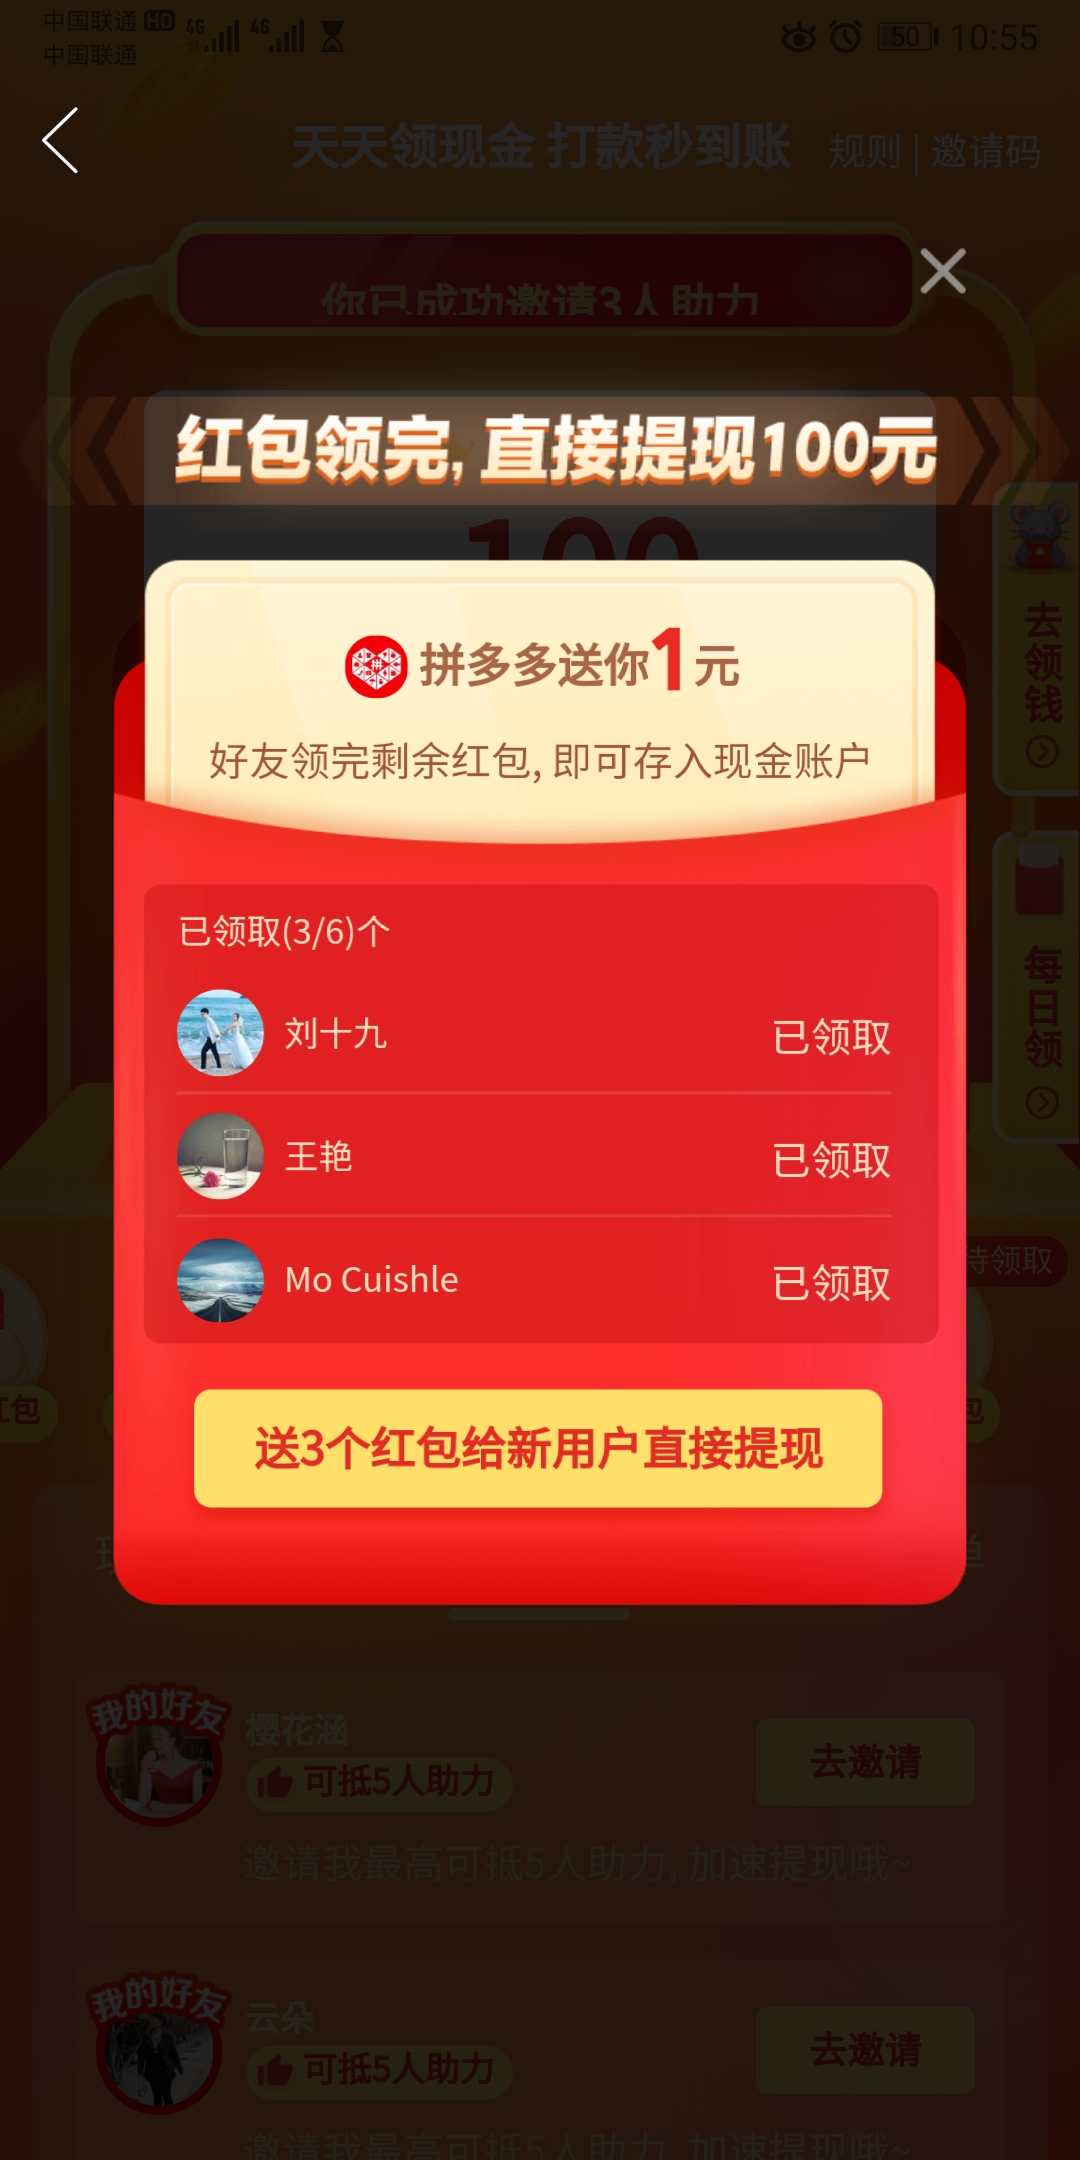 中国联通 HD 4G 4G 50 10:55
中国联通
天天领现金 打款秒到账 规则 | 邀请码
你已成功邀请3人助力
红包领完, 直接提现100元
100
拼多多送你1元
好友领完剩余红包, 即可存入现金账户
去领钱
每日领
已领取(3/6)个
刘十九 已领取
王艳 已领取
Mo Cuishle 已领取
待领取
红包
包
送3个红包给新用户直接提现
单
我的好友
樱花涵
可抵5人助力
去邀请
邀请我最高可抵5人助力, 加速提现哦~
我的好友
云朵
可抵5人助力
去邀请
邀请我最高可抵5人助力, 加速提现哦~